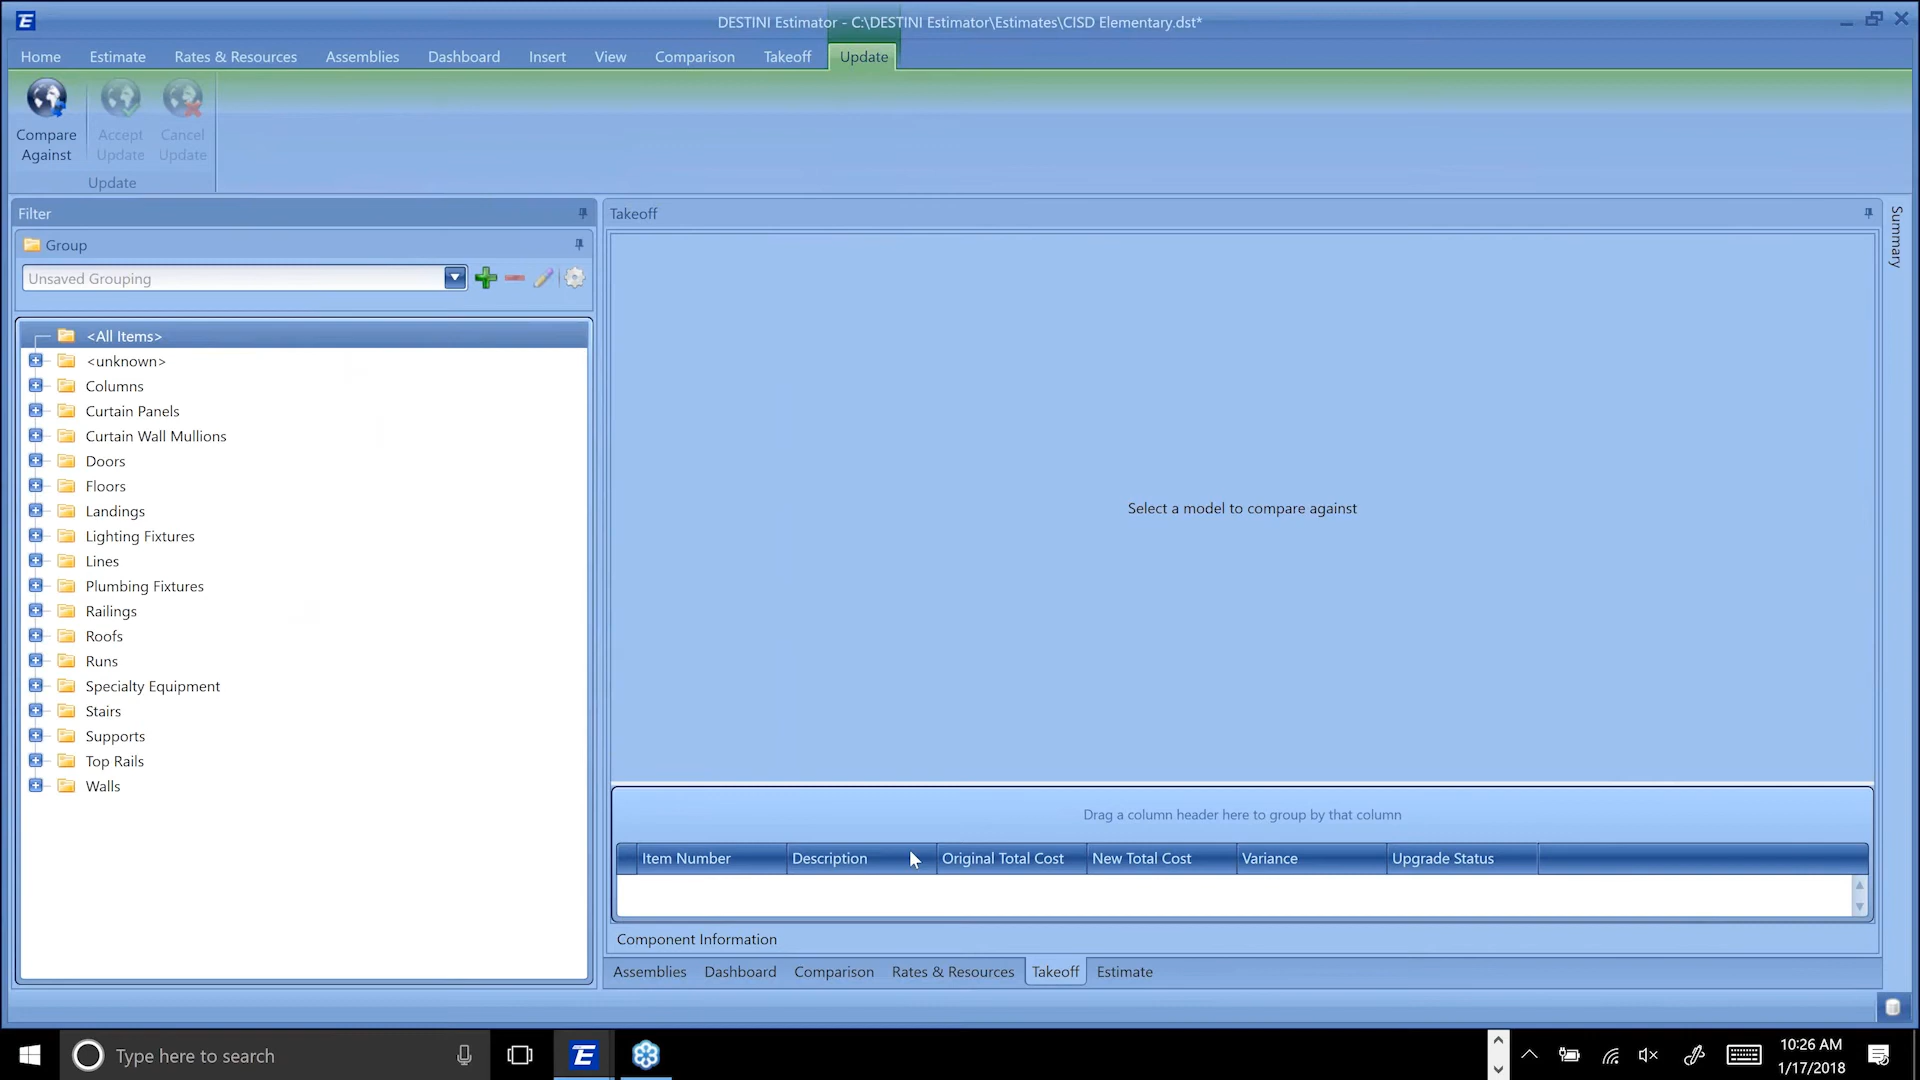 DESTINI Estimator - C:\DESTINI Estimator\Estimates\CISD Elementary.dst*
Home Estimate Rates & Resources Assemblies Dashboard Insert View Comparison Takeoff Update
Compare Against
Accept Update
Cancel Update
Update
Filter
Group
Unsaved Grouping
<All Items>
<unknown>
Columns
Curtain Panels
Curtain Wall Mullions
Doors
Floors
Landings
Lighting Fixtures
Lines
Plumbing Fixtures
Railings
Roofs
Runs
Specialty Equipment
Stairs
Supports
Top Rails
Walls
Takeoff
Summary
Select a model to compare against
Drag a column header here to group by that column
Item Number Description Original Total Cost New Total Cost Variance Upgrade Status
Component Information
Assemblies Dashboard Comparison Rates & Resources Takeoff Estimate
Type here to search
10:26 AM
1/17/2018